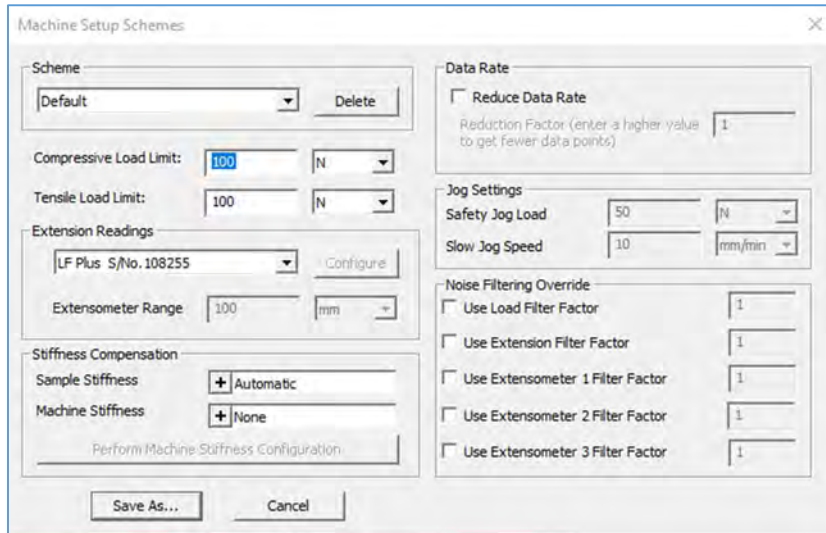 Machine Setup Schemes
Scheme
Default
Delete
Compressive Load Limit: 100 N
Tensile Load Limit: 100 N
Extension Readings
LF Plus S/No. 108255
Configure
Extensometer Range 100 mm
Stiffness Compensation
Sample Stiffness + Automatic
Machine Stiffness + None
Perform Machine Stiffness Configuration
Save As...
Cancel
Data Rate
Reduce Data Rate
Reduction Factor (enter a higher value
to get fewer data points)
1
Jog Settings
Safety Jog Load 50 N
Slow Jog Speed 10 mm/min
Noise Filtering Override
Use Load Filter Factor 1
Use Extension Filter Factor 1
Use Extensometer 1 Filter Factor 1
Use Extensometer 2 Filter Factor 1
Use Extensometer 3 Filter Factor 1